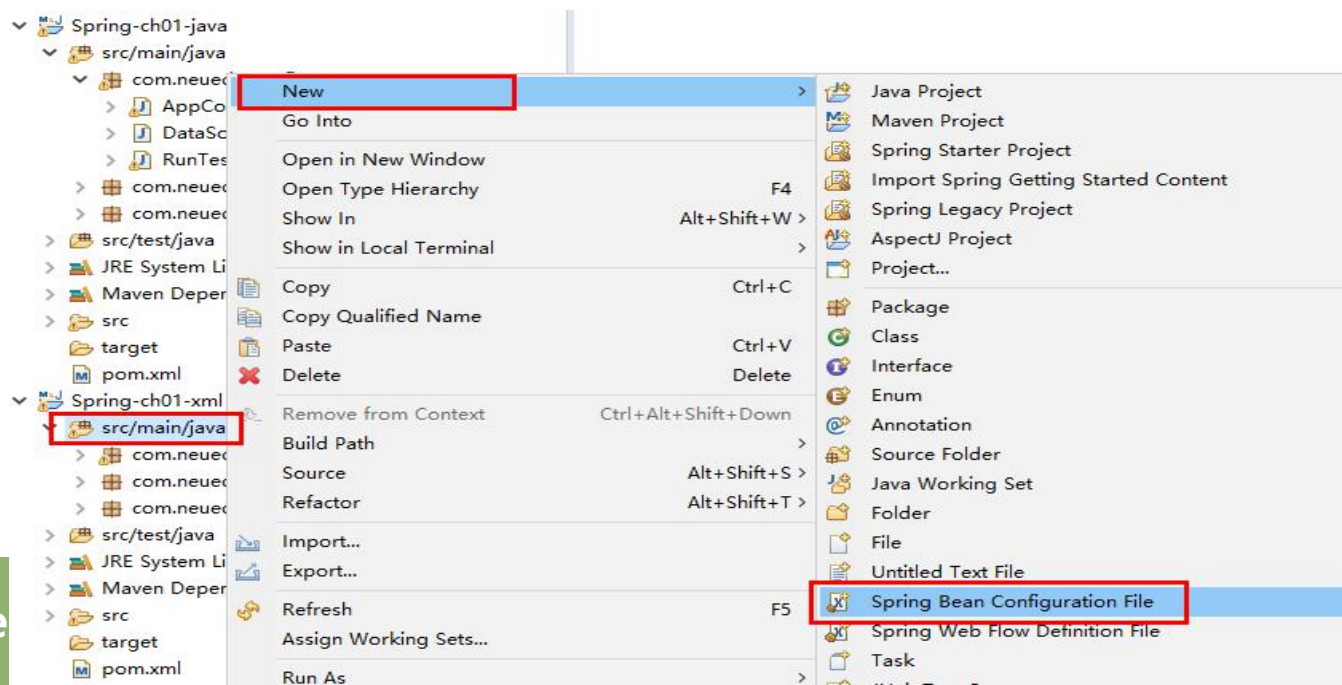 Spring-ch01-java
src/main/java
com.neued
AppCo
DataSc
RunTes
com.neued
com.neued
src/test/java
JRE System Li
Maven Deper
src
target
pom.xml
Spring-ch01-xml
src/main/java
com.neued
com.neued
com.neued
src/test/java
JRE System Li
Maven Deper
src
target
pom.xml
e
New
Go Into
Open in New Window
Open Type Hierarchy F4
Show In Alt+Shift+W >
Show in Local Terminal
Copy Ctrl+C
Copy Qualified Name
Paste Ctrl+V
Delete Delete
Remove from Context Ctrl+Alt+Shift+Down
Build Path
Source Alt+Shift+S >
Refactor Alt+Shift+T >
Import...
Export...
Refresh F5
Assign Working Sets...
Run As
Java Project
Maven Project
Spring Starter Project
Import Spring Getting Started Content
Spring Legacy Project
AspectJ Project
Project...
Package
Class
Interface
Enum
Annotation
Source Folder
Java Working Set
Folder
File
Untitled Text File
Spring Bean Configuration File
Spring Web Flow Definition File
Task